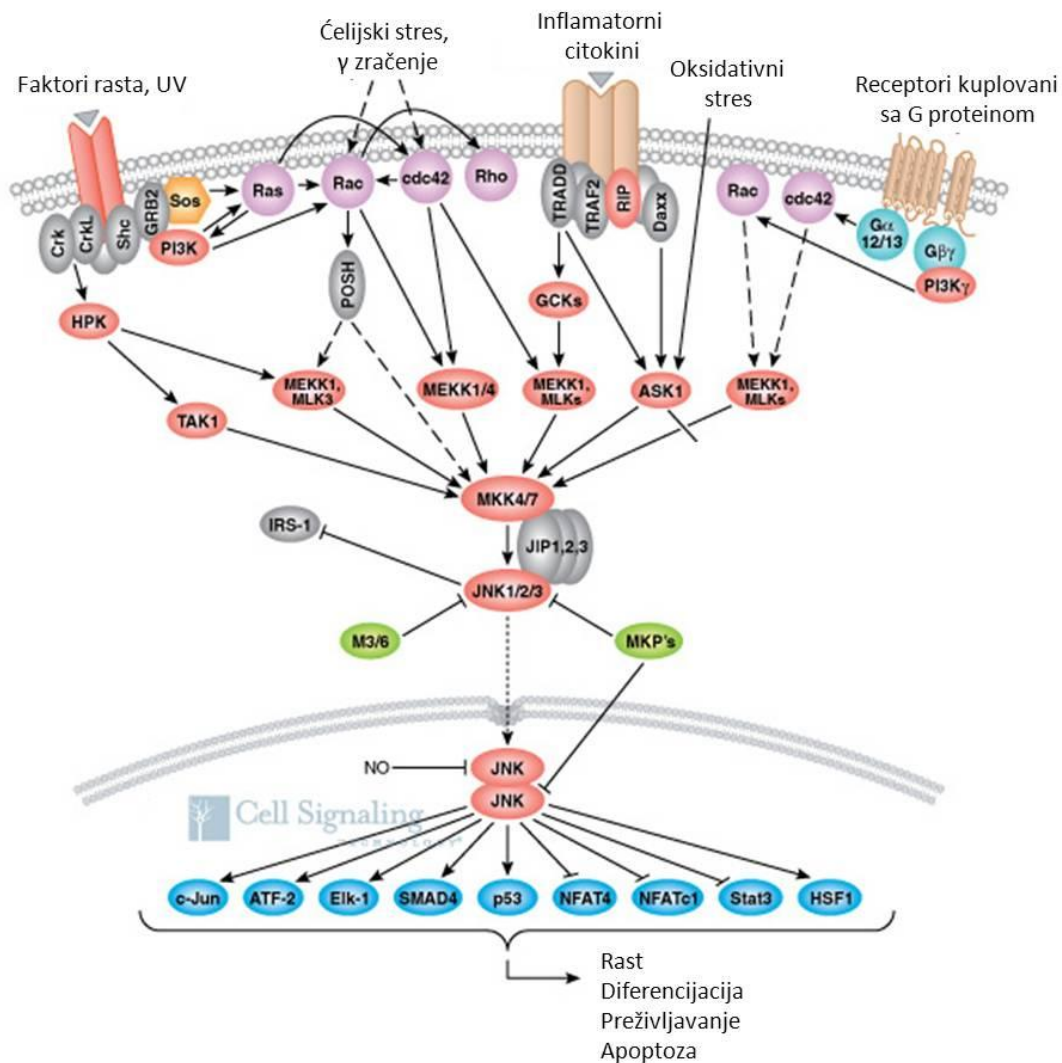 Ćelijski stres,
γ zračenje
Inflamatorni
citokini
Faktori rasta, UV
Oksidativni
stres
Receptori kuplovani
sa G proteinom
Crk
CrkL
Shc
GRB2
Sos
PI3K
Ras
Rac
cdc42
Rho
TRADD
TRAF2
RIP
Daxx
Rac
cdc42
Gα
12/13
Gβγ
PI3Kγ
POSH
HPK
GCKs
TAK1
MEKK1,
MLK3
MEKK1/4
MEKK1,
MLKs
ASK1
MEKK1,
MLKs
MKK4/7
IRS-1
JIP1,2,3
JNK1/2/3
M3/6
MKP's
NO
JNK
JNK
Cell Signaling
TECHNOLOGY®
c-Jun
ATF-2
Elk-1
SMAD4
p53
NFAT4
NFATc1
Stat3
HSF1
Rast
Diferencijacija
Preživljavanje
Apoptoza